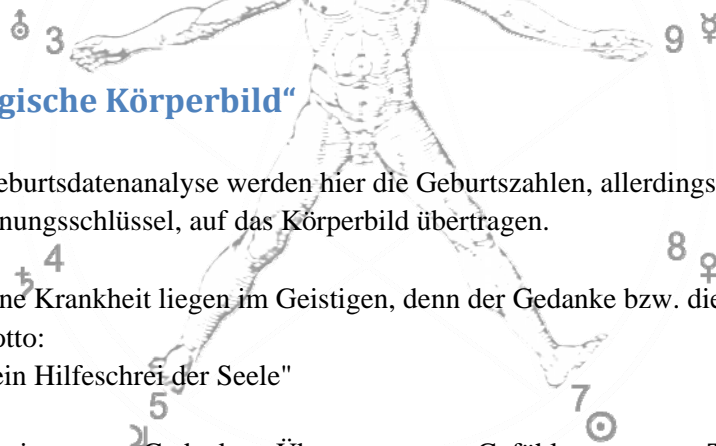 3 9
gische Körperbild“
eburtsdatenanalyse werden hier die Geburtszahlen, allerdings
nungsschlüssel, auf das Körperbild übertragen.
4 8
ne Krankheit liegen im Geistigen, denn der Gedanke bzw. die
otto:
ein Hilfeschrei der Seele"
5 7